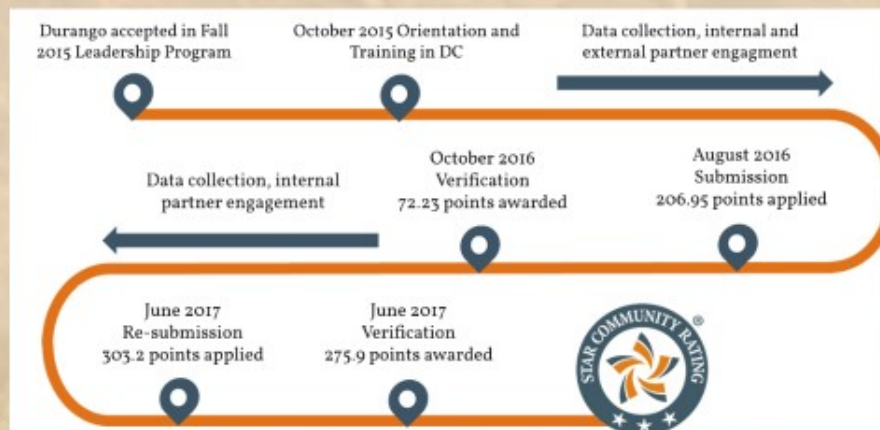 Durango accepted in Fall
2015 Leadership Program
October 2015 Orientation and
Training in DC
Data collection, internal and
external partner engagment
August 2016
Submission
206.95 points applied
October 2016
Verification
72.23 points awarded
Data collection, internal
partner engagement
June 2017
Re-submission
303.2 points applied
June 2017
Verification
275.9 points awarded
STAR COMMUNITY RATING
®